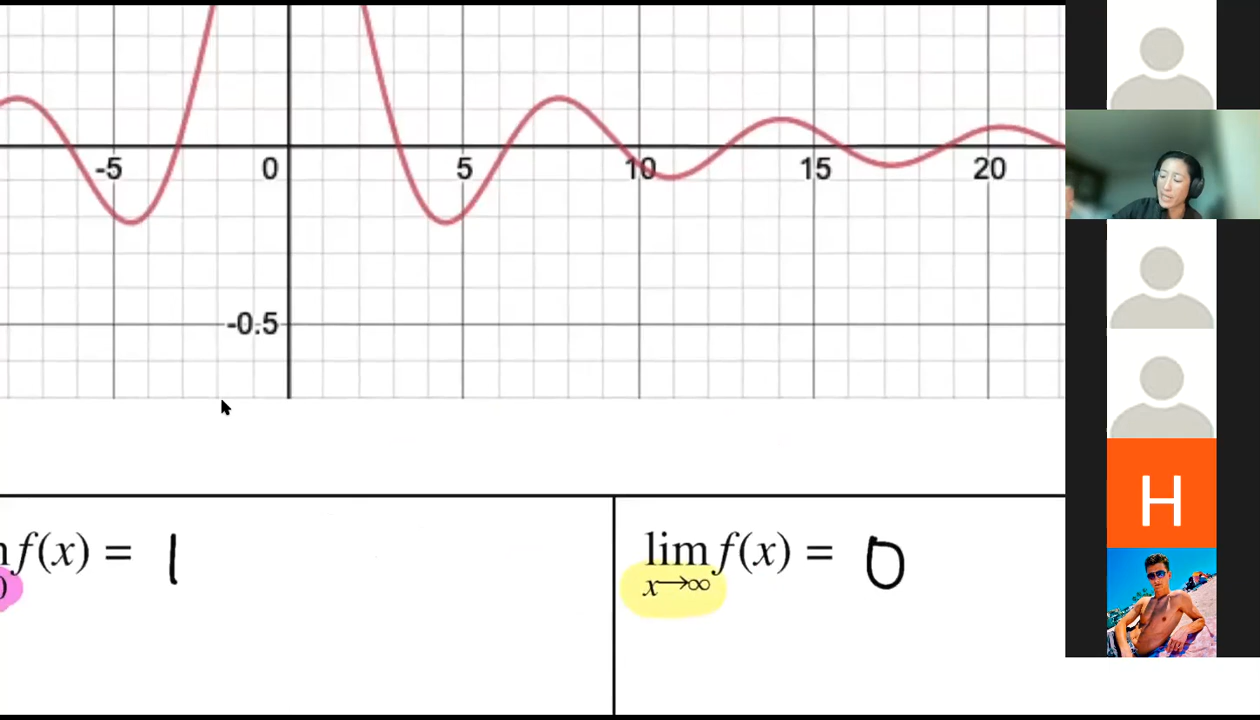 -5 0 5 10 15 20
-0.5
f(x) = 1
lim f(x) = 0
x→∞
H